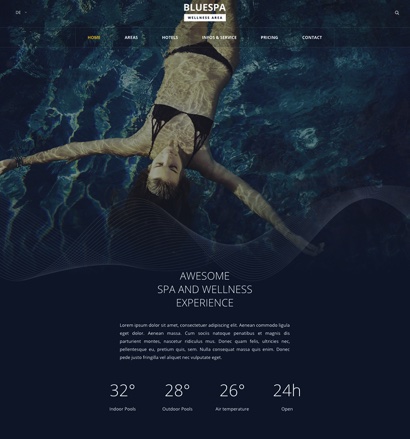 DE
BLUESPA
WELLNESS AREA
HOME AREAS HOTELS INFOS & SERVICE PRICING CONTACT
AWESOME
SPA AND WELLNESS
EXPERIENCE
Lorem ipsum dolor sit amet, consectetuer adipiscing elit. Aenean commodo ligula
eget dolor. Aenean massa. Cum sociis natoque penatibus et magnis dis
parturient montes, nascetur ridiculus mus. Donec quam felis, ultricies nec,
pellentesque eu, pretium quis, sem. Nulla consequat massa quis enim. Donec
pede justo fringilla vel aliquet nec vulputate eget.
32° 28° 26° 24h
Indoor Pools Outdoor Pools Air temperature Open